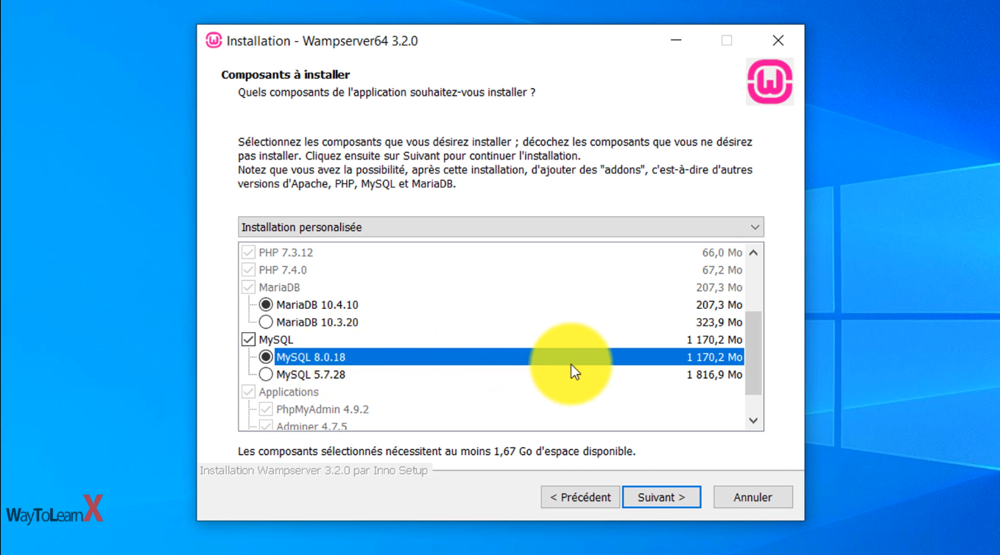 Installation - Wampserver64 3.2.0
Composants à installer
Quels composants de l'application souhaitez-vous installer ?
Sélectionnez les composants que vous désirez installer ; décochez les composants que vous ne désirez
pas installer. Cliquez ensuite sur Suivant pour continuer l'installation.
Notez que vous avez la possibilité, après cette installation, d'ajouter des "addons", c'est-à-dire d'autres
versions d'Apache, PHP, MySQL et MariaDB.
Installation personalisée
PHP 7.3.12 66,0 Mo
PHP 7.4.0 67,2 Mo
MariaDB 207,3 Mo
MariaDB 10.4.10 207,3 Mo
MariaDB 10.3.20 323,9 Mo
MySQL 1 170,2 Mo
MySQL 8.0.18 1 170,2 Mo
MySQL 5.7.28 1 816,9 Mo
Applications
PhpMyAdmin 4.9.2
Adminer 4.7.5
Les composants sélectionnés nécessitent au moins 1,67 Go d'espace disponible.
Installation Wampserver 3.2.0 par Inno Setup
< Précédent Suivant > Annuler
WayToLearnX